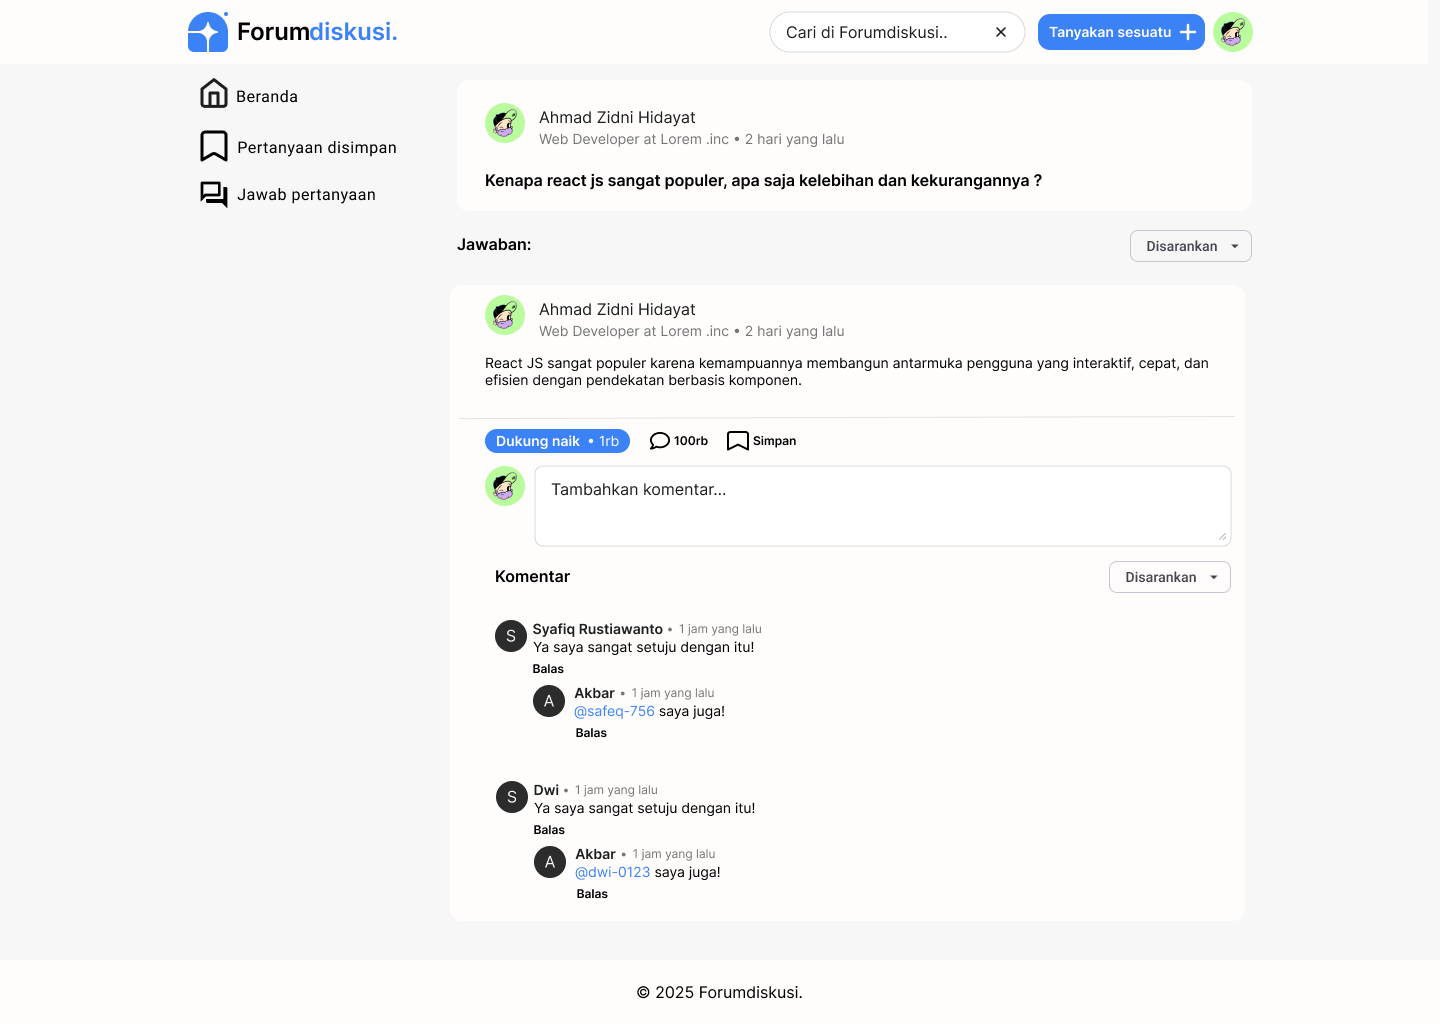 Forumdiskusi.
Cari di Forumdiskusi..
Tanyakan sesuatu
Beranda
Pertanyaan disimpan
Jawab pertanyaan
Ahmad Zidni Hidayat
Web Developer at Lorem .inc • 2 hari yang lalu
Kenapa react js sangat populer, apa saja kelebihan dan kekurangannya ?
Jawaban:
Disarankan
Ahmad Zidni Hidayat
Web Developer at Lorem .inc • 2 hari yang lalu
React JS sangat populer karena kemampuannya membangun antarmuka pengguna yang interaktif, cepat, dan
efisien dengan pendekatan berbasis komponen.
Dukung naik • 1rb
100rb
Simpan
Tambahkan komentar...
Komentar
Disarankan
S
Syafiq Rustiawanto • 1 jam yang lalu
Ya saya sangat setuju dengan itu!
Balas
A
Akbar • 1 jam yang lalu
@safeq-756 saya juga!
Balas
S
Dwi • 1 jam yang lalu
Ya saya sangat setuju dengan itu!
Balas
A
Akbar • 1 jam yang lalu
@dwi-0123 saya juga!
Balas
© 2025 Forumdiskusi.